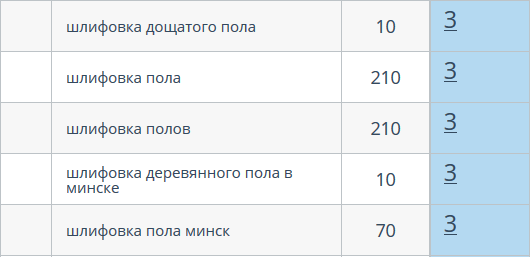 шлифовка дощатого пола 10 3
шлифовка пола 210 3
шлифовка полов 210 3
шлифовка деревянного пола в
минске 10 3
шлифовка пола минск 70 3